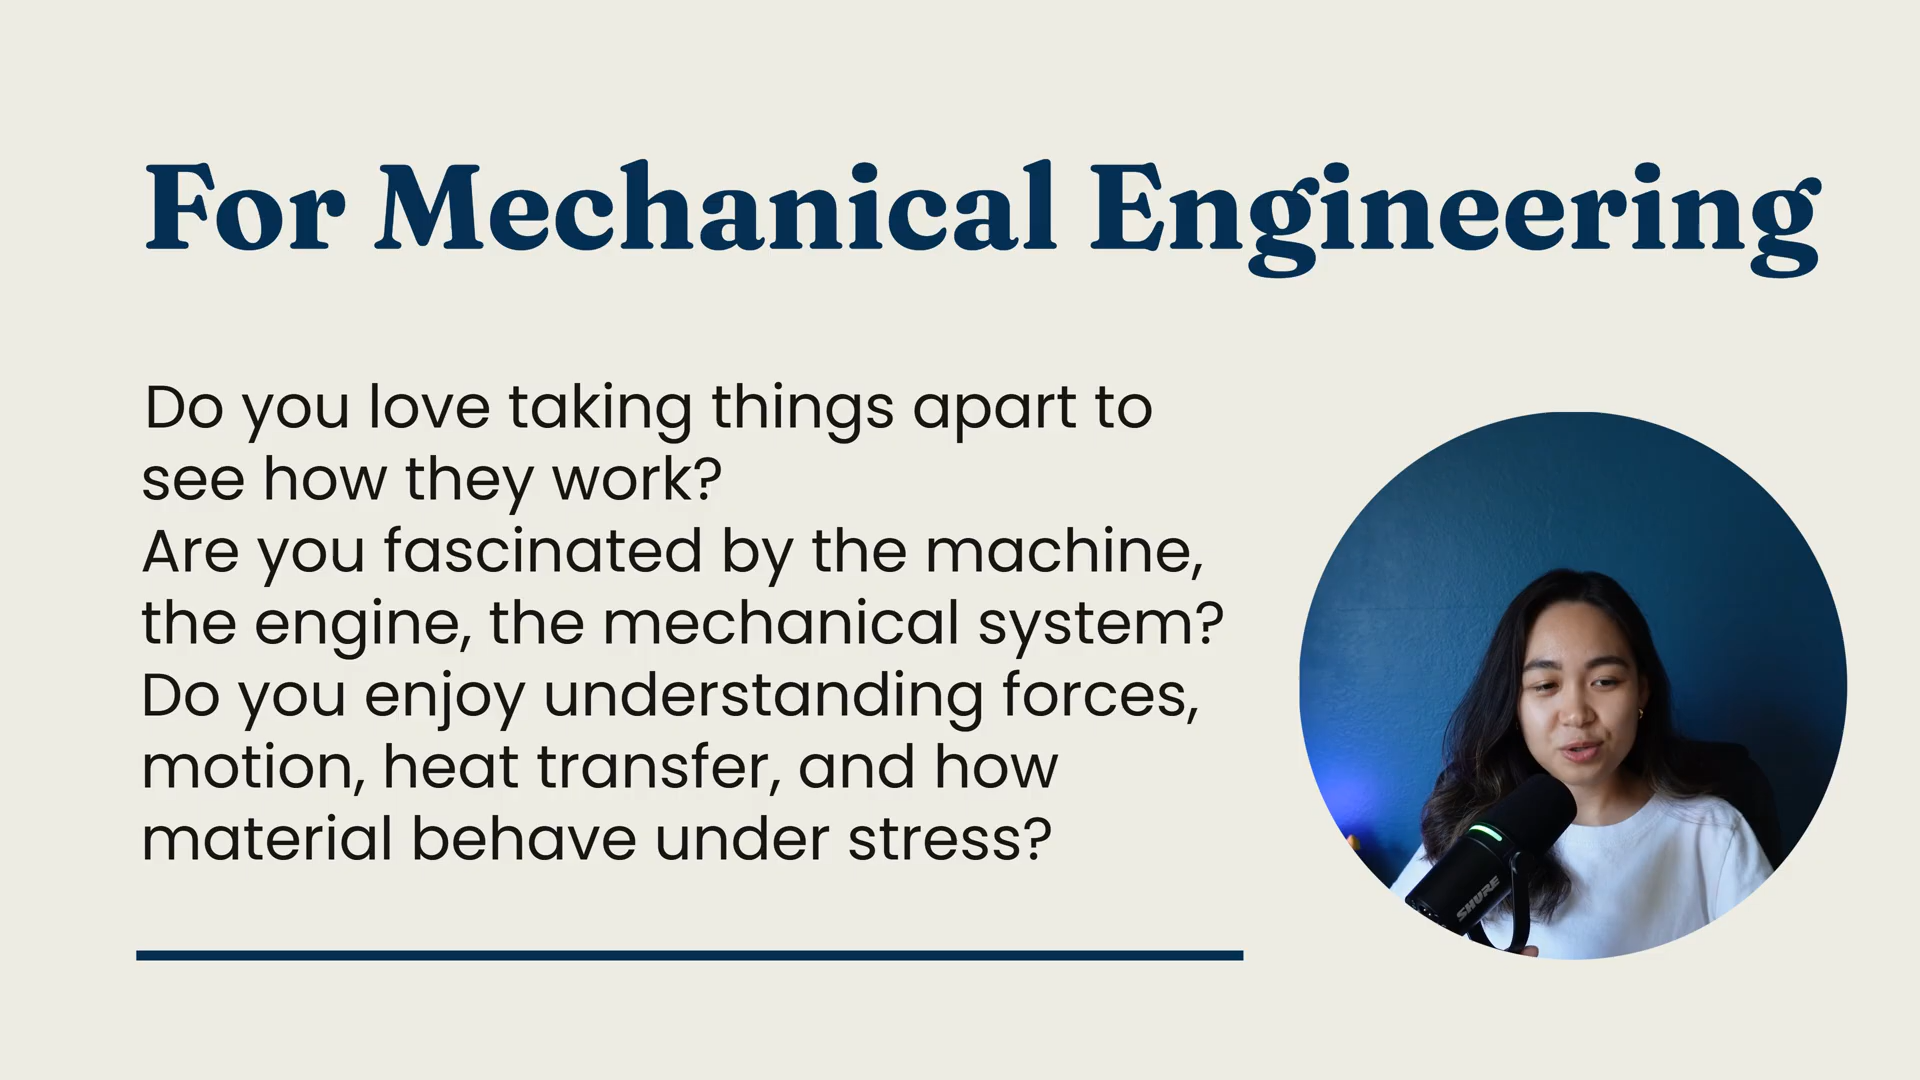 For Mechanical Engineering
Do you love taking things apart to
see how they work?
Are you fascinated by the machine,
the engine, the mechanical system?
Do you enjoy understanding forces,
motion, heat transfer, and how
material behave under stress?
SHURE